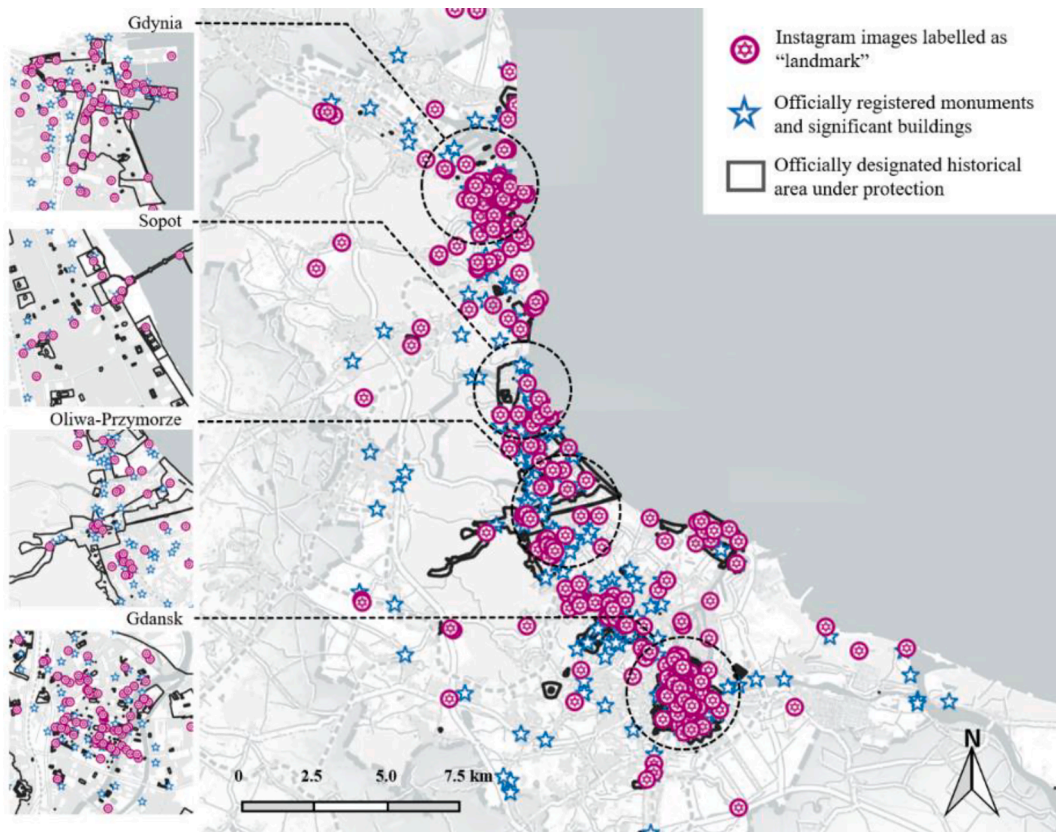 Gdynia
Instagram images labelled as
“landmark”
Officially registered monuments
and significant buildings
Officially designated historical
area under protection
Sopot
Oliwa-Przymorze
Gdansk
0 2.5 5.0 7.5 km
N